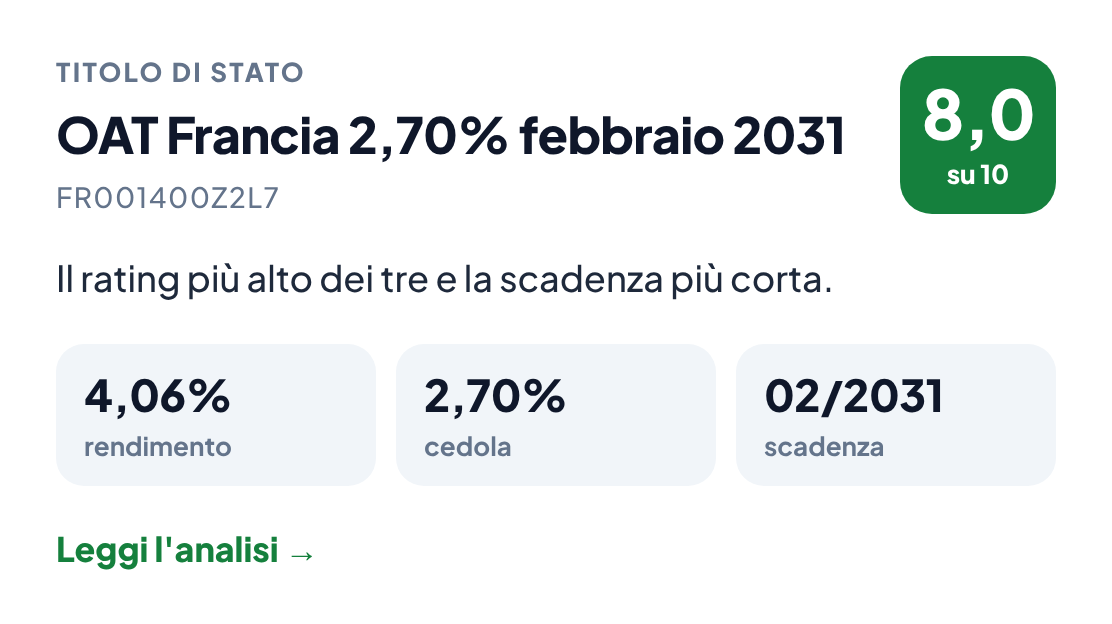 TITOLO DI STATO
OAT Francia 2,70% febbraio 2031
FR001400Z2L7
8,0
su 10
Il rating più alto dei tre e la scadenza più corta.
4,06%
rendimento
2,70%
cedola
02/2031
scadenza
Leggi l'analisi →